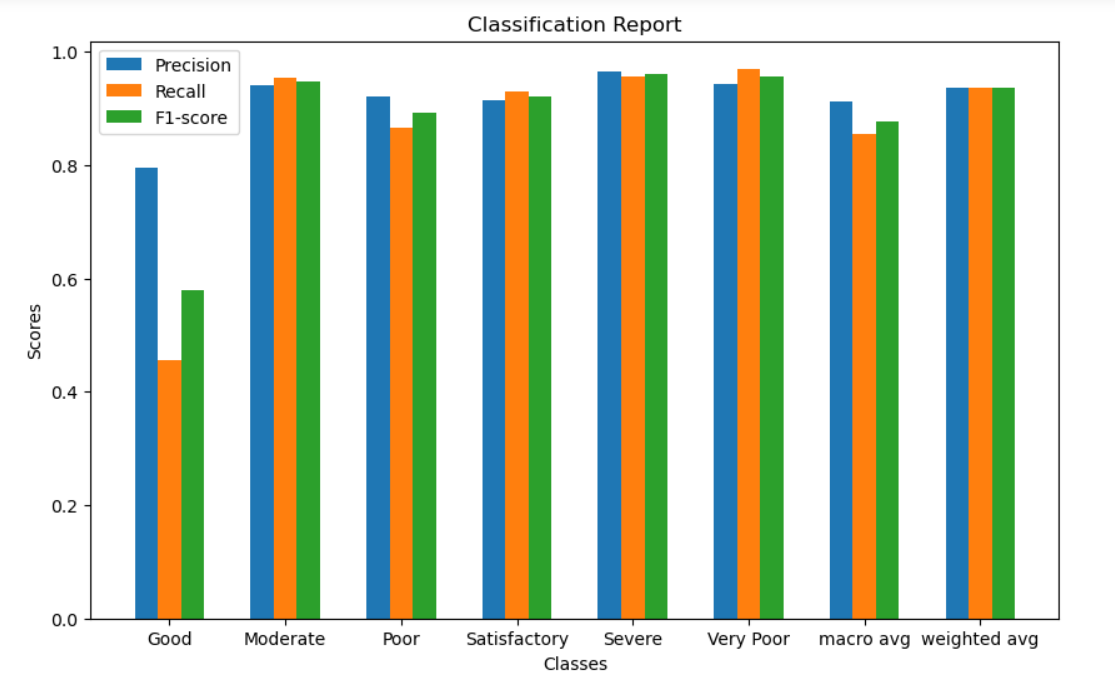 Classification Report
1.0
0.8
0.6
0.4
0.2
0.0
Scores
Precision
Recall
F1-score
Good Moderate Poor Satisfactory Severe Very Poor macro avg weighted avg
Classes